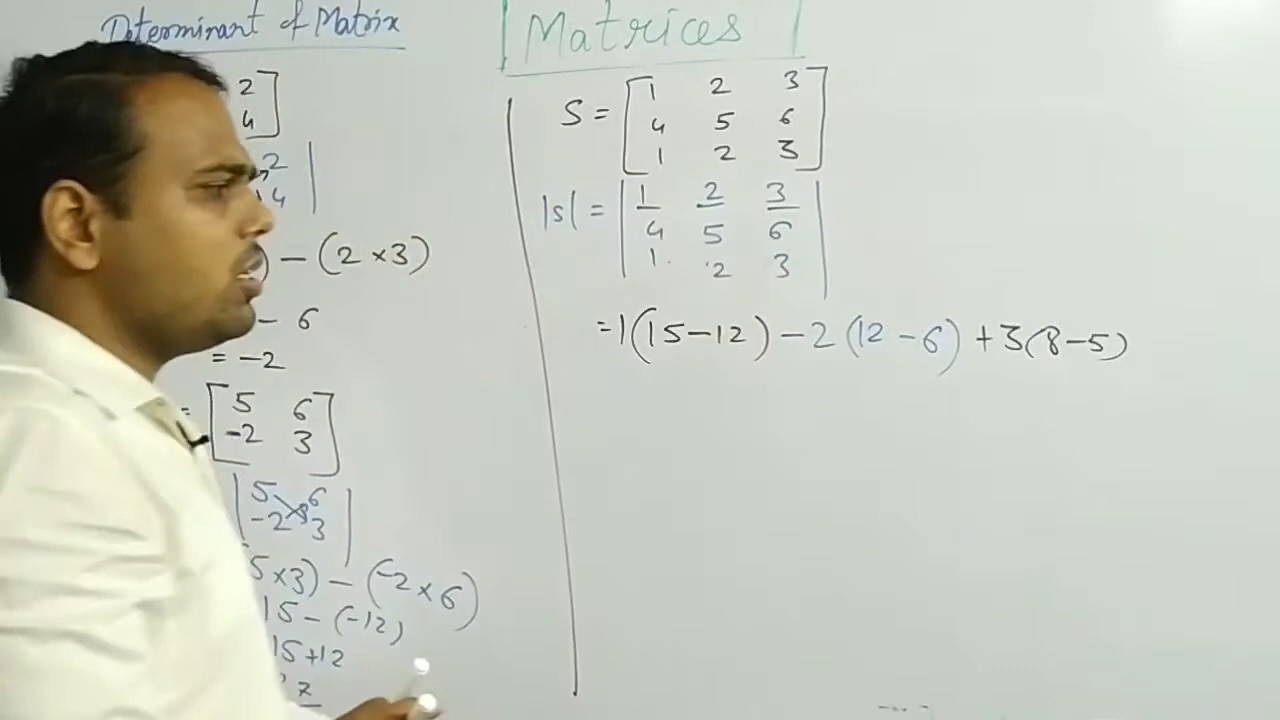 Determinant of Matrix
2
4
2
4
) - (2 × 3)
- 6
= -2
= 5 6
-2 3
5 6
-2 3
5 × 3) - (-2 × 6)
15 - (-12)
15 + 12
7
Matrices
S = 1 2 3
4 5 6
1 2 3
|s| = 1 2 3
4 5 6
1 2 3
= 1(15 - 12) - 2(12 - 6) + 3(8 - 5)